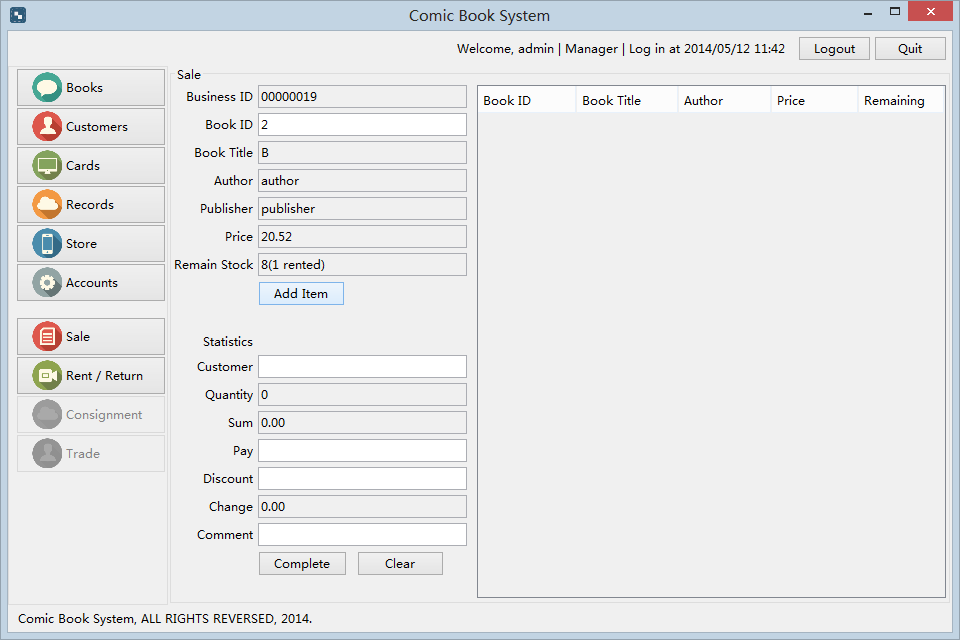 Comic Book System
Welcome, admin | Manager | Log in at 2014/05/12 11:42
Logout
Quit
Books
Customers
Cards
Records
Store
Accounts
Sale
Rent / Return
Consignment
Trade
Sale
Business ID 00000019
Book ID 2
Book Title B
Author author
Publisher publisher
Price 20.52
Remain Stock 8(1 rented)
Add Item
Statistics
Customer
Quantity 0
Sum 0.00
Pay
Discount
Change 0.00
Comment
Complete Clear
Book ID Book Title Author Price Remaining
Comic Book System, ALL RIGHTS REVERSED, 2014.